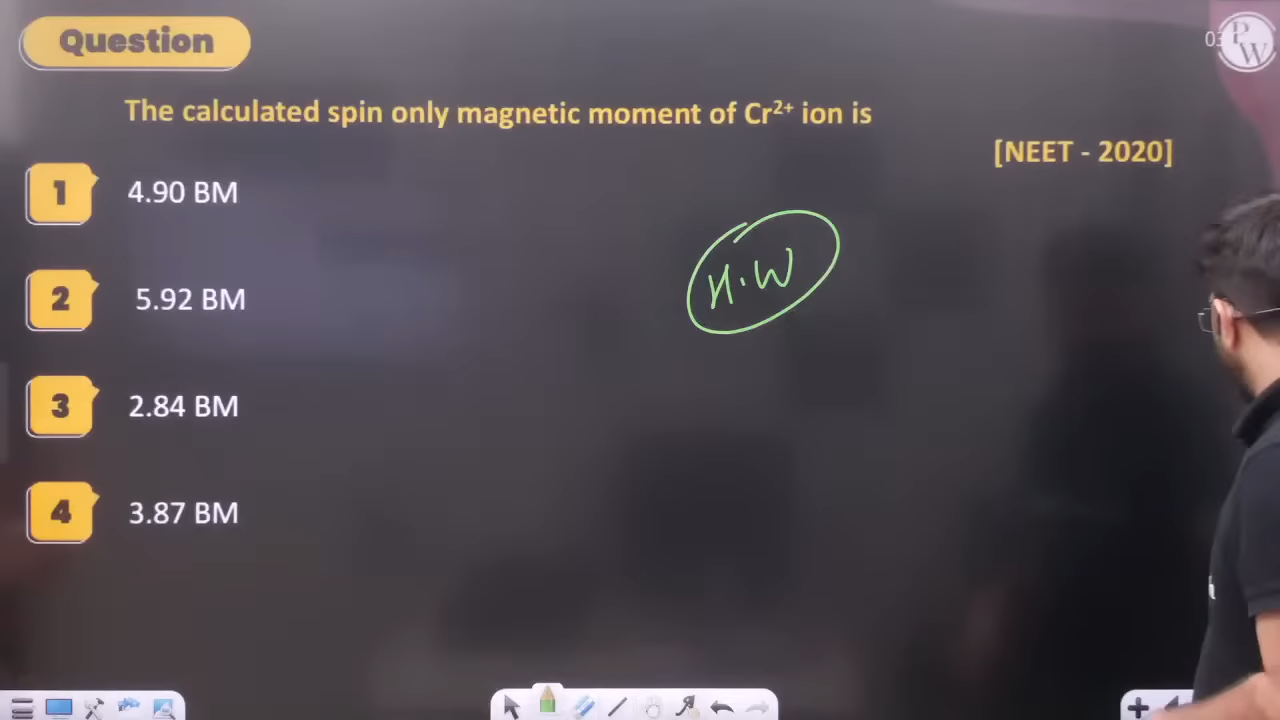 Question
The calculated spin only magnetic moment of Cr²⁺ ion is
[NEET - 2020]
1 4.90 BM
2 5.92 BM
3 2.84 BM
4 3.87 BM
H.W
PW